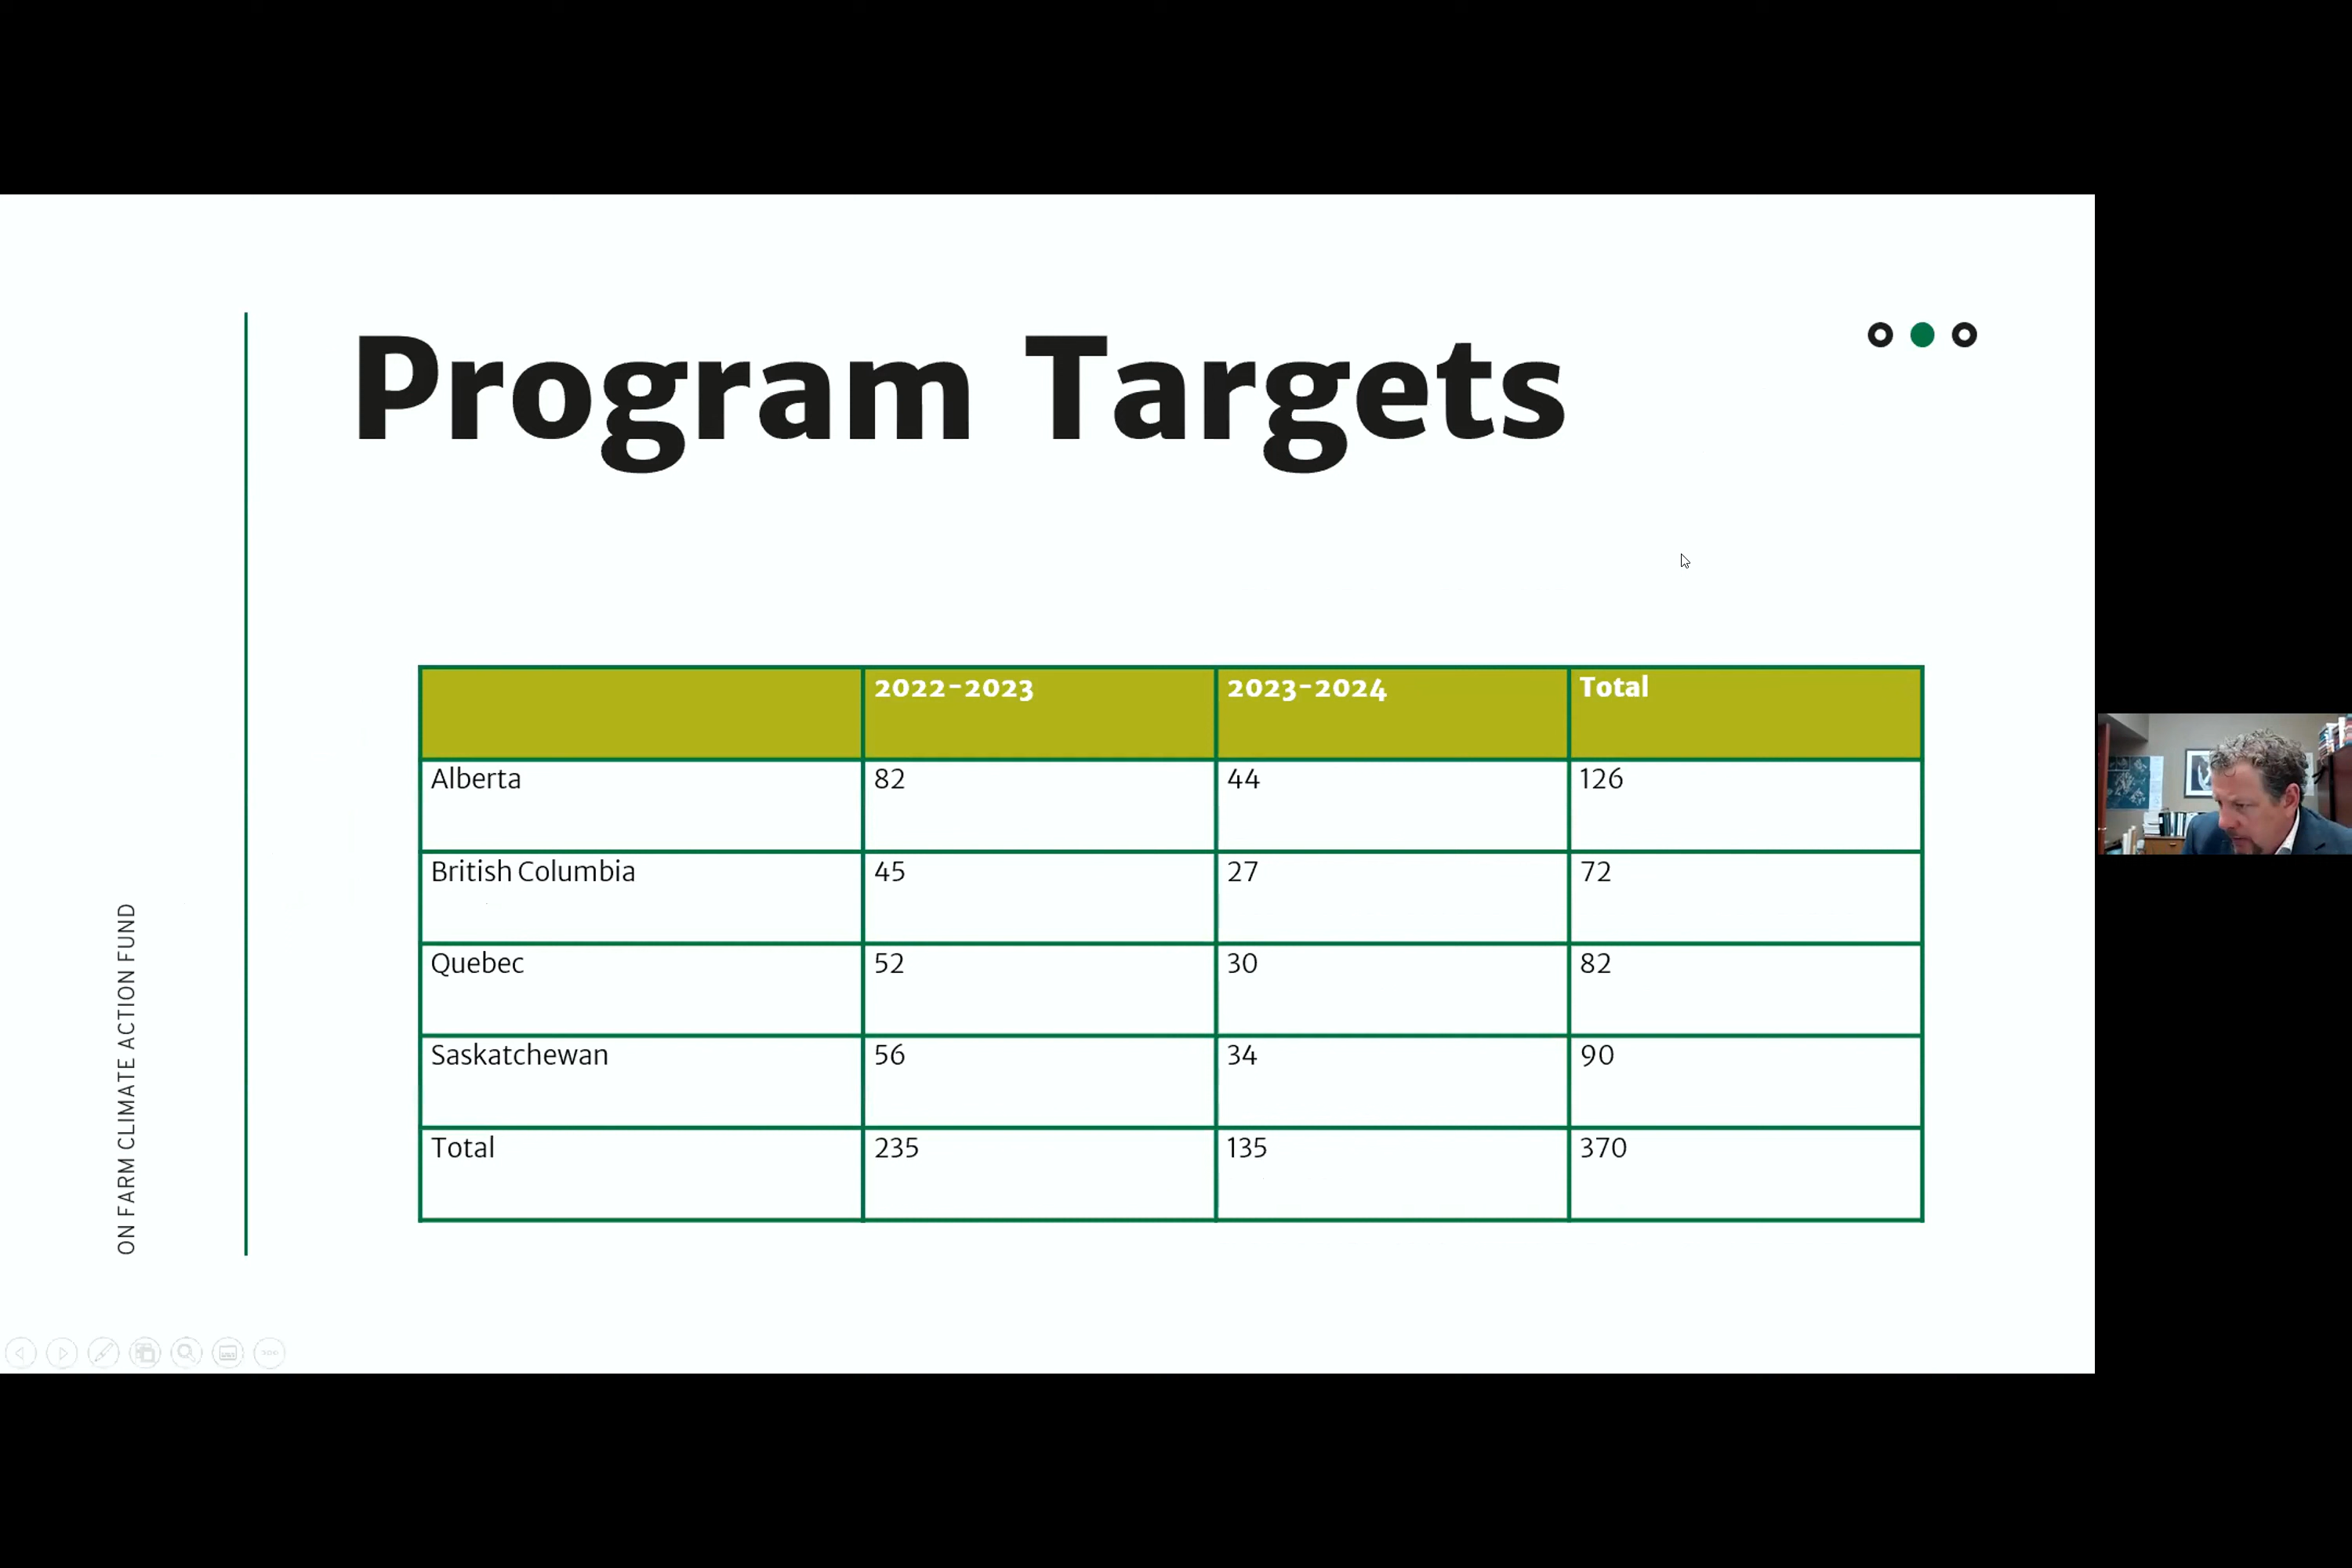 Program Targets
2022-2023 2023-2024 Total
Alberta 82 44 126
British Columbia 45 27 72
Quebec 52 30 82
Saskatchewan 56 34 90
Total 235 135 370
ON FARM CLIMATE ACTION FUND